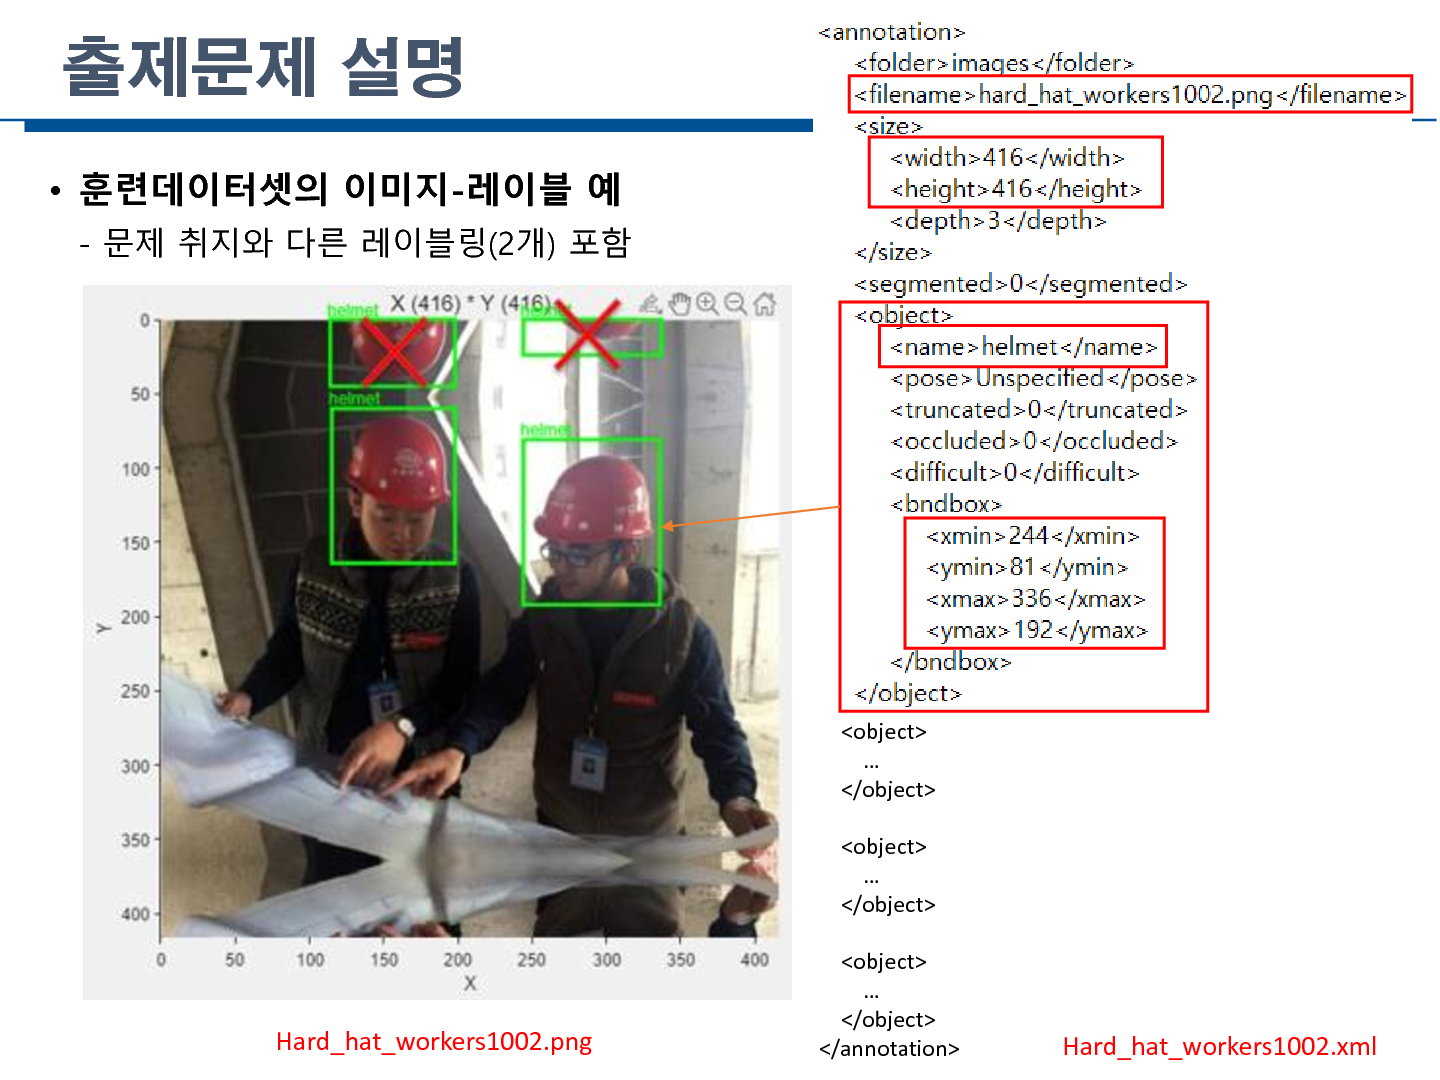 출제문제 설명
• 훈련데이터셋의 이미지-레이블 예
- 문제 취지와 다른 레이블링(2개) 포함
X (416) * Y (416)
helmet
helmet
helmet
helmet
0
50
100
150
200
250
300
350
400
Y
0 50 100 150 200 250 300 350 400
X
Hard_hat_workers1002.png
<annotation>
<folder>images</folder>
<filename>hard_hat_workers1002.png</filename>
<size>
<width>416</width>
<height>416</height>
<depth>3</depth>
</size>
<segmented>0</segmented>
<object>
<name>helmet</name>
<pose>Unspecified</pose>
<truncated>0</truncated>
<occluded>0</occluded>
<difficult>0</difficult>
<bndbox>
<xmin>244</xmin>
<ymin>81</ymin>
<xmax>336</xmax>
<ymax>192</ymax>
</bndbox>
</object>
<object>
...
</object>
<object>
...
</object>
<object>
...
</object>
</annotation>
Hard_hat_workers1002.xml